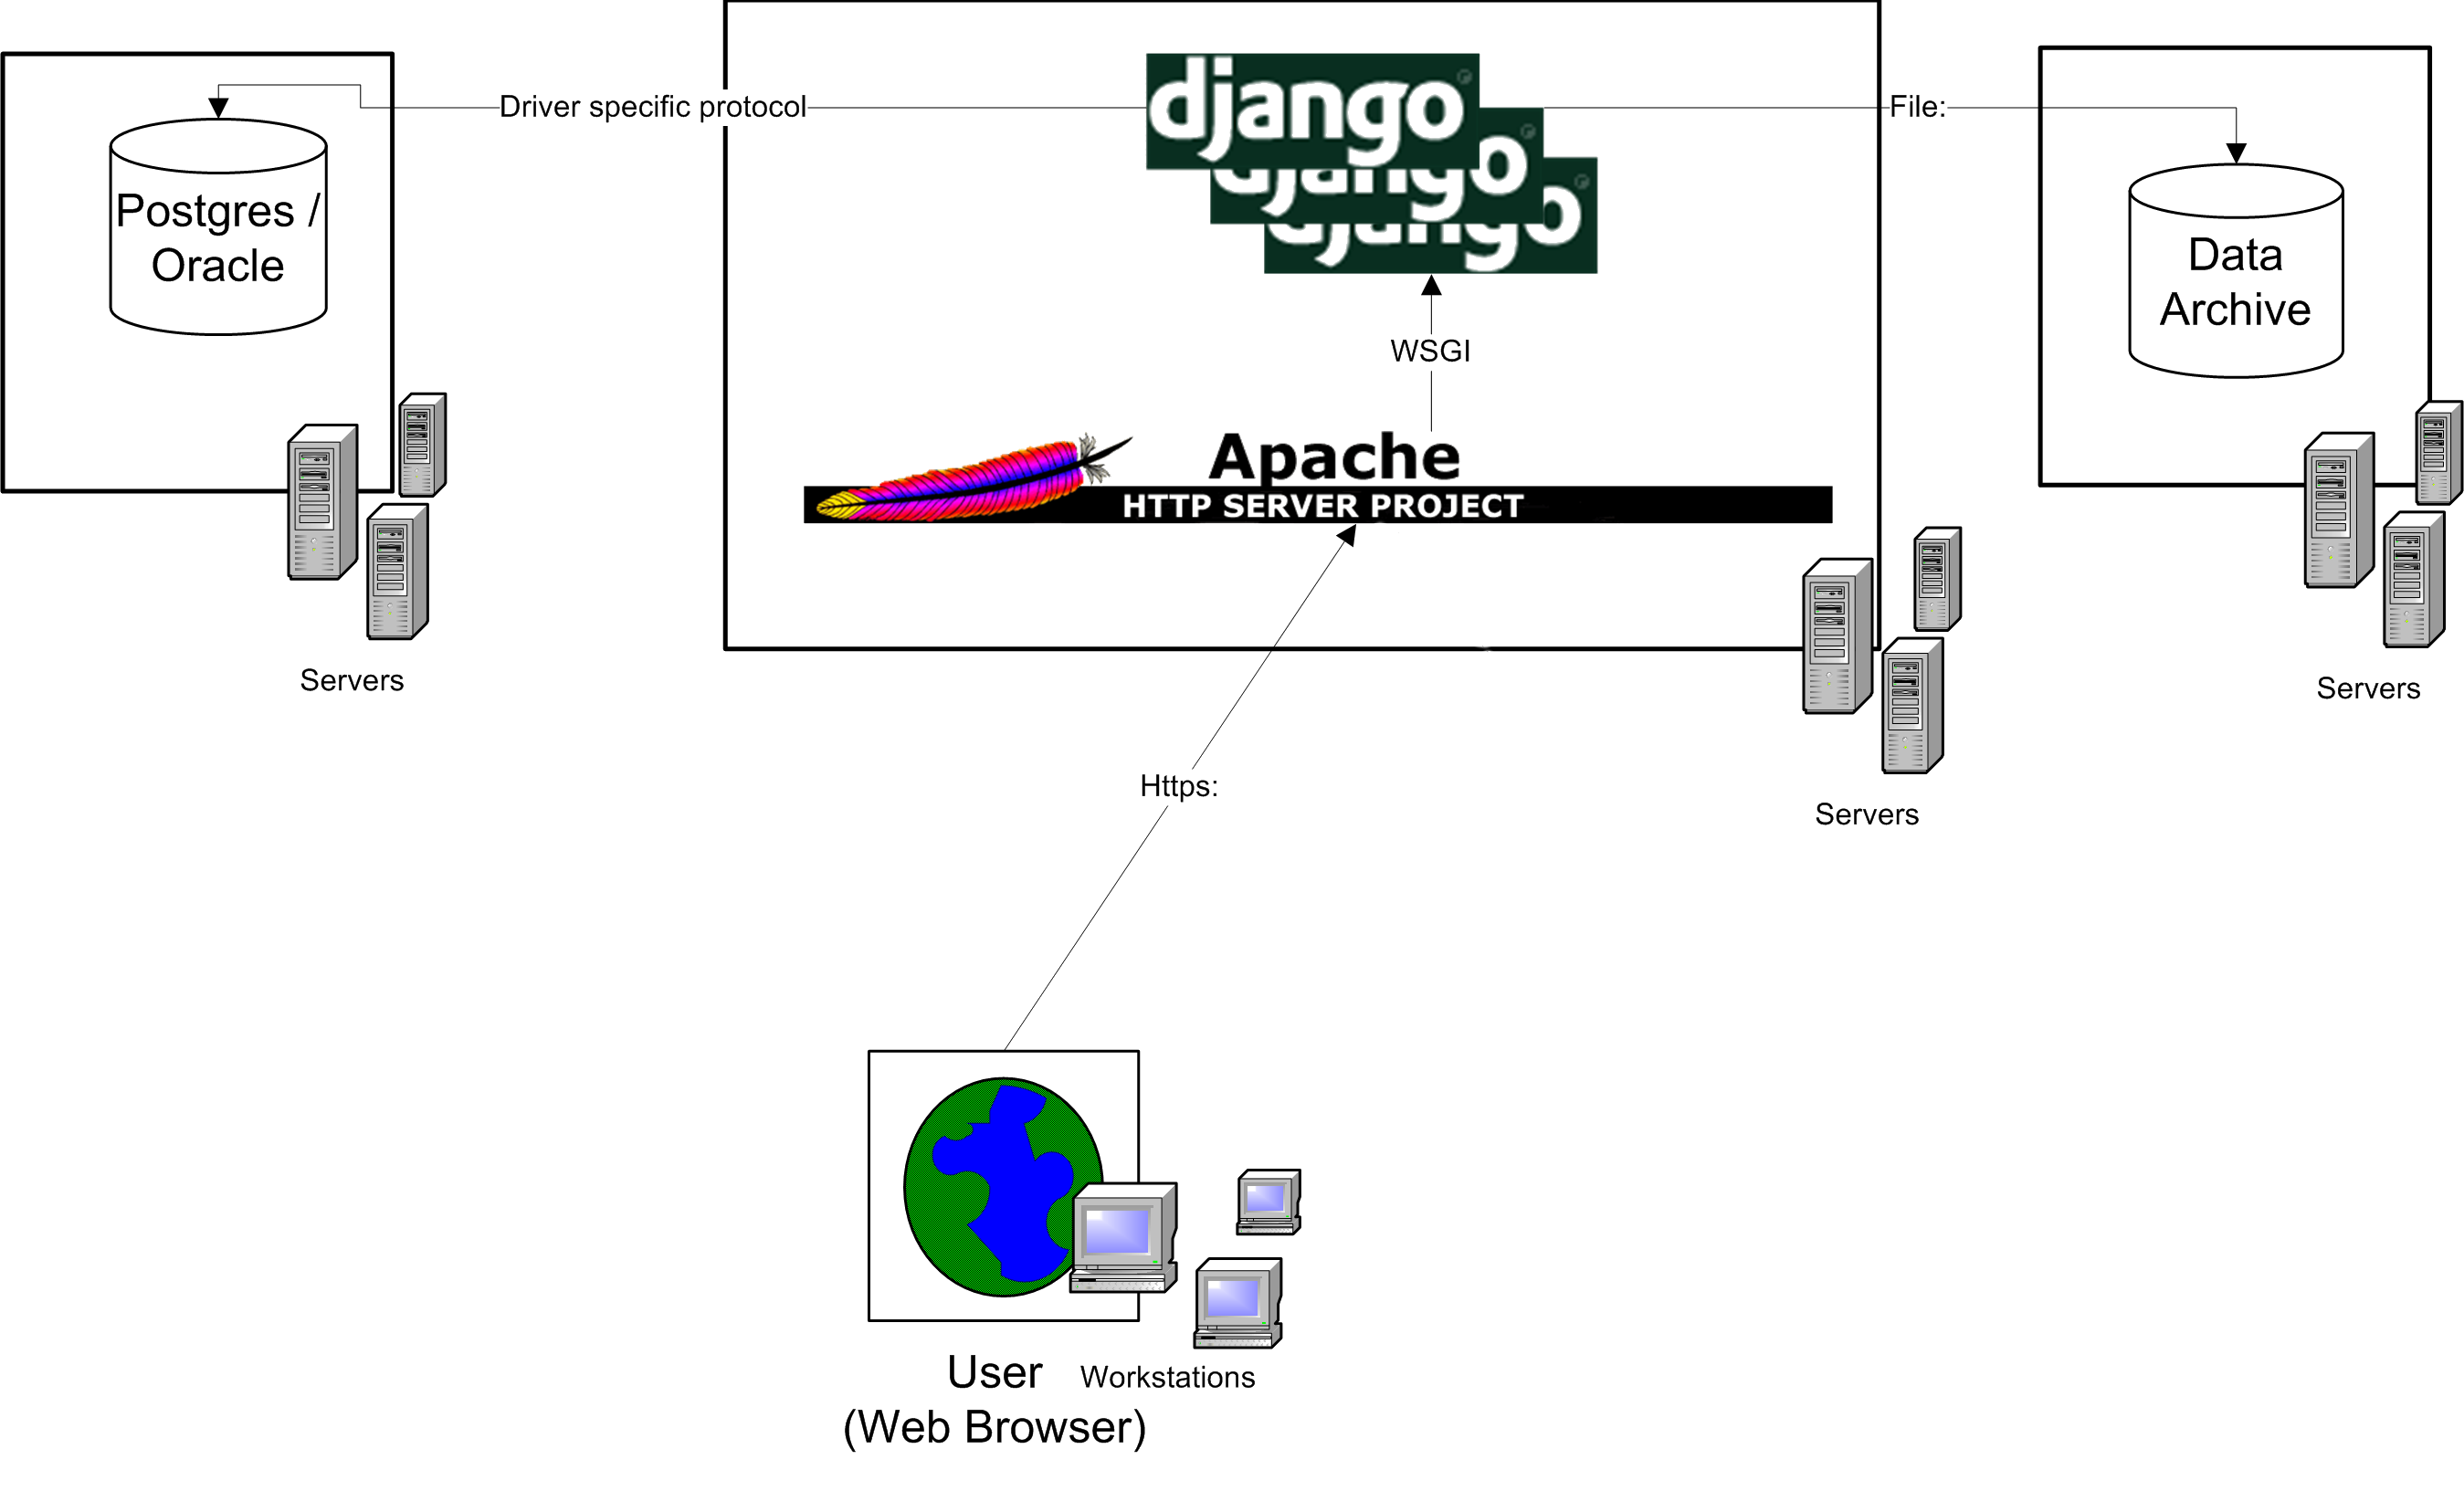 django
django
django
Driver specific protocol
File:
Postgres /
Oracle
Data
Archive
WSGI
Apache
HTTP SERVER PROJECT
Servers
Servers
Servers
Https:
User
(Web Browser)
Workstations